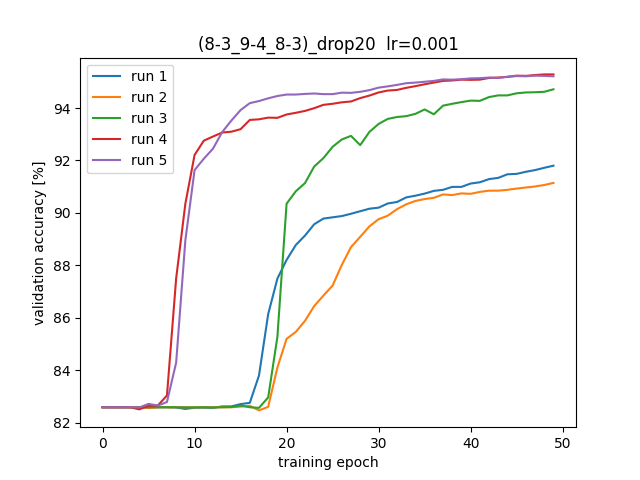 (8-3_9-4_8-3)_drop20  lr=0.001
run 1
run 2
run 3
run 4
run 5
validation accuracy [%]
94
92
90
88
86
84
82
0 10 20 30 40 50
training epoch